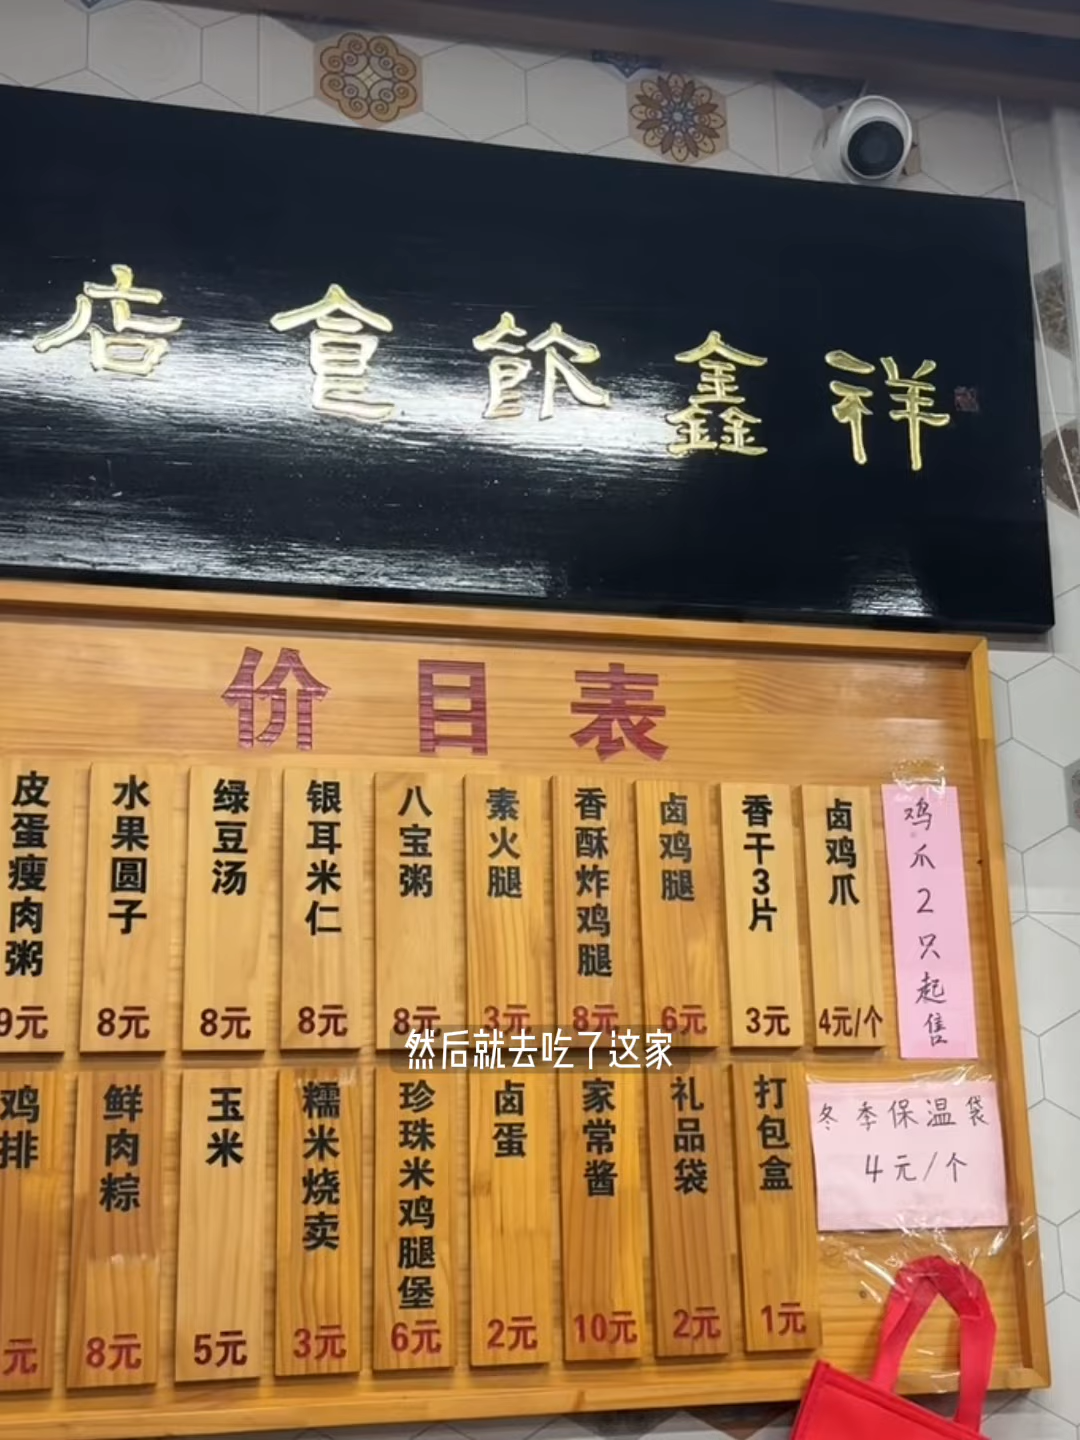 祥鑫飲食店
价目表
皮蛋瘦肉粥
9元
水果圆子
8元
绿豆汤
8元
银耳米仁
8元
八宝粥
8元
素火腿
3元
香酥炸鸡腿
8元
卤鸡腿
6元
香干3片
3元
卤鸡爪
4元/个
鸡爪2只起售
然后就去吃了这家
鸡排
元
鲜肉粽
8元
玉米
5元
糯米烧卖
3元
珍珠米鸡腿堡
6元
卤蛋
2元
家常酱
10元
礼品袋
2元
打包盒
1元
冬季保温袋
4元/个